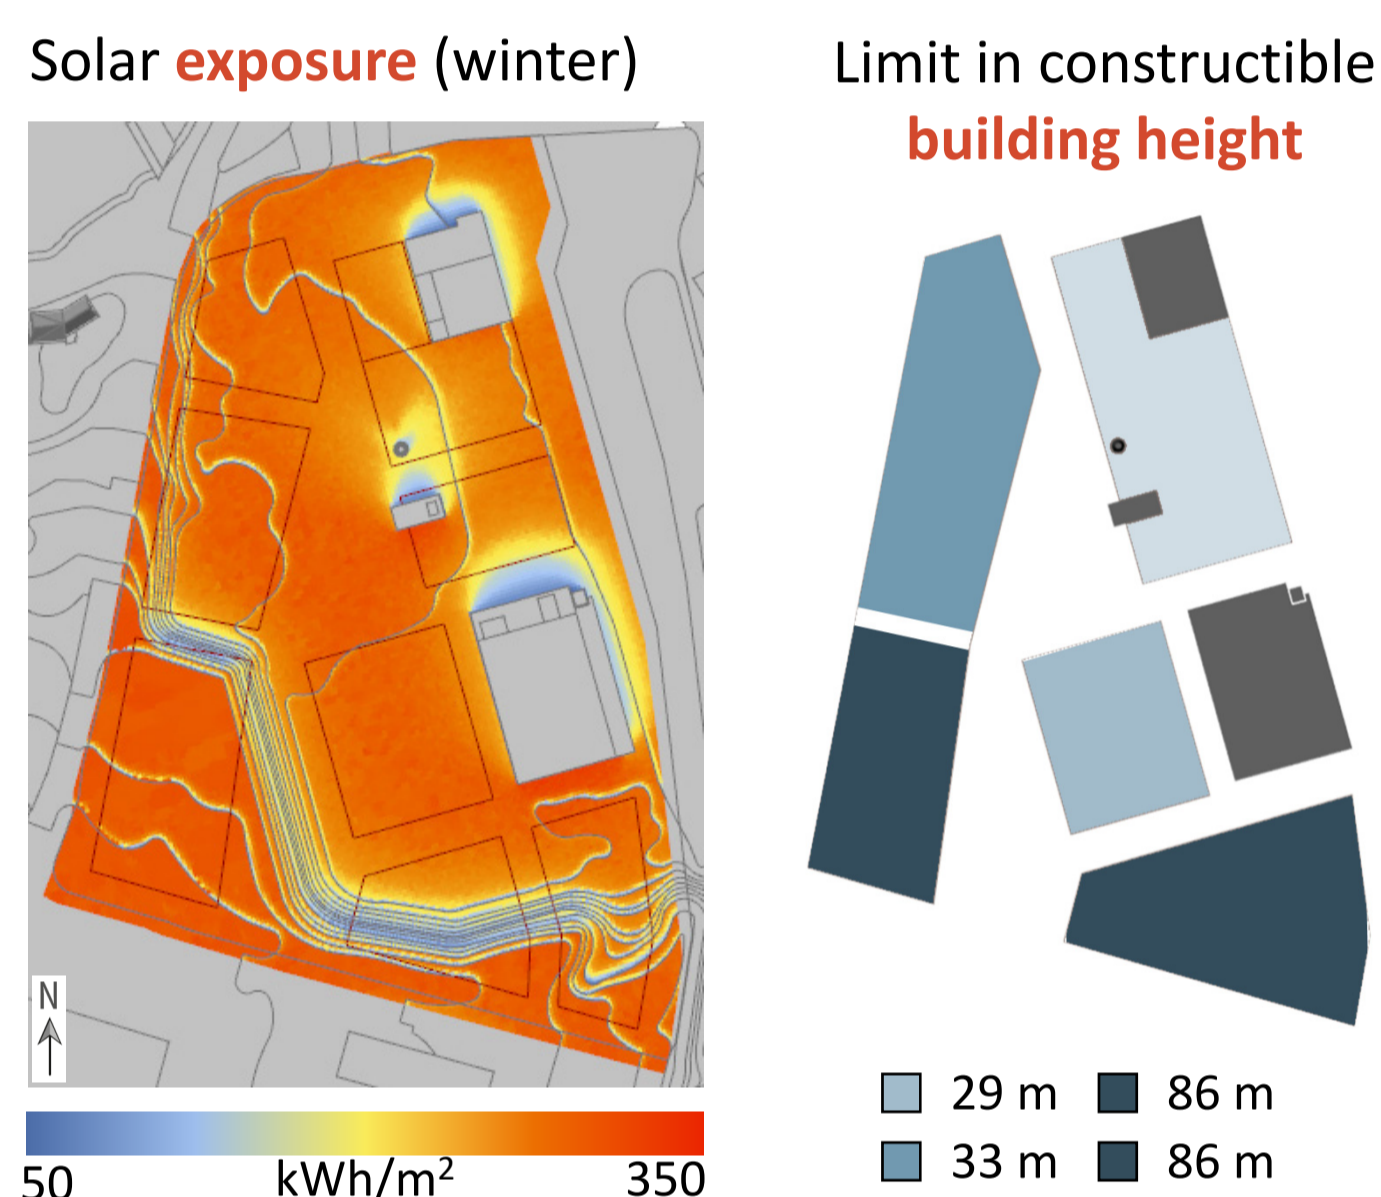 Solar exposure (winter)
Limit in constructible
building height
N
50 kWh/m² 350
29 m 86 m
33 m 86 m